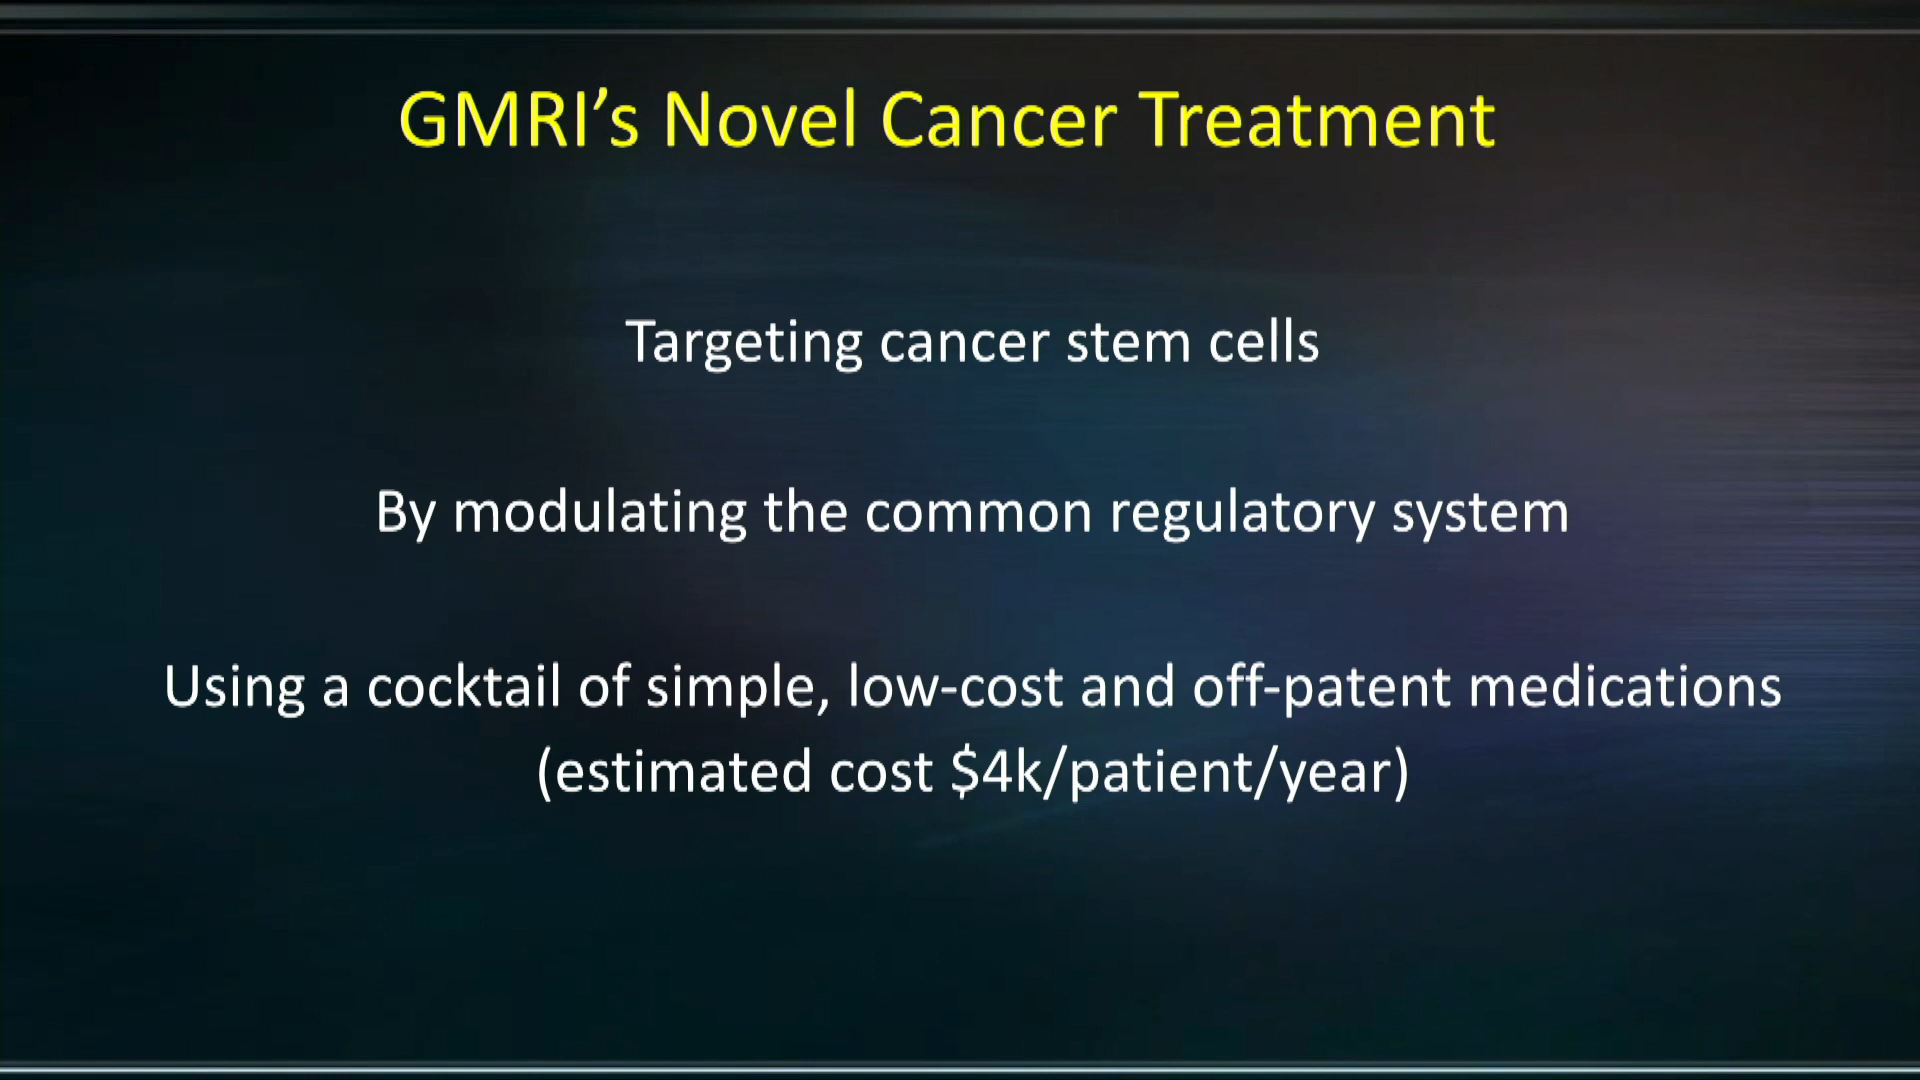 GMRI’s Novel Cancer Treatment
Targeting cancer stem cells
By modulating the common regulatory system
Using a cocktail of simple, low-cost and off-patent medications
(estimated cost $4k/patient/year)